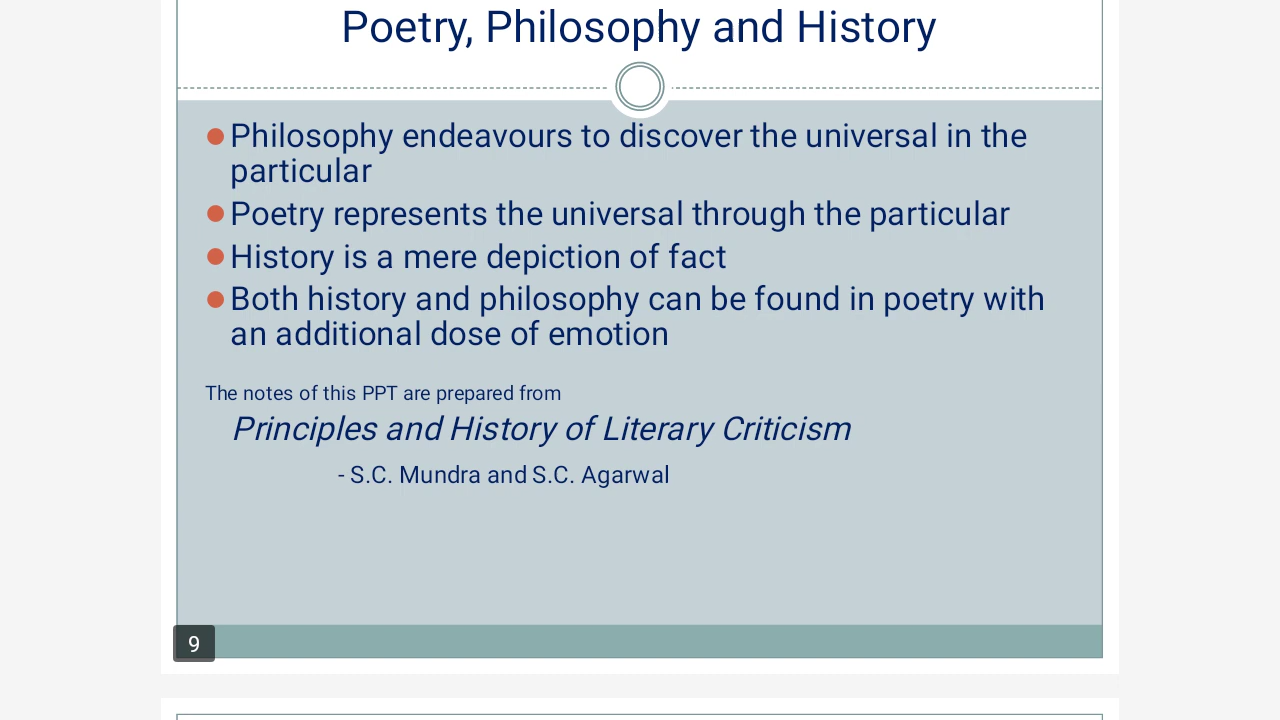 Poetry, Philosophy and History
Philosophy endeavours to discover the universal in the
particular
Poetry represents the universal through the particular
History is a mere depiction of fact
Both history and philosophy can be found in poetry with
an additional dose of emotion
The notes of this PPT are prepared from
Principles and History of Literary Criticism
- S.C. Mundra and S.C. Agarwal
9